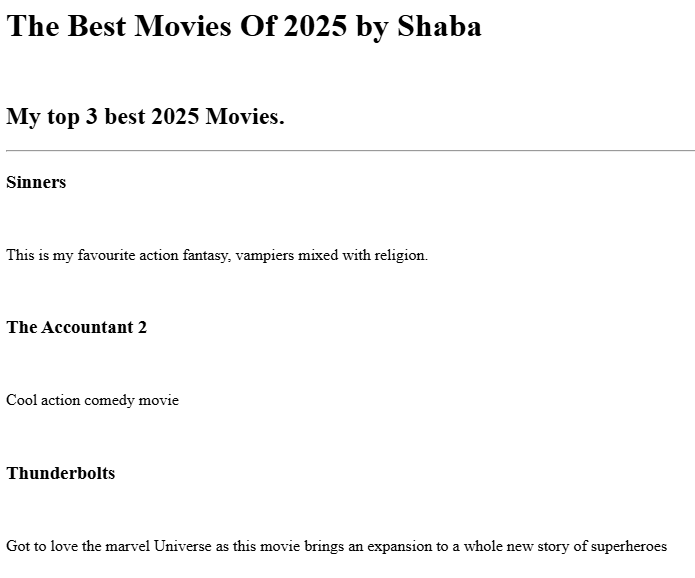 The Best Movies Of 2025 by Shaba
My top 3 best 2025 Movies.
Sinners
This is my favourite action fantasy, vampiers mixed with religion.
The Accountant 2
Cool action comedy movie
Thunderbolts
Got to love the marvel Universe as this movie brings an expansion to a whole new story of superheroes